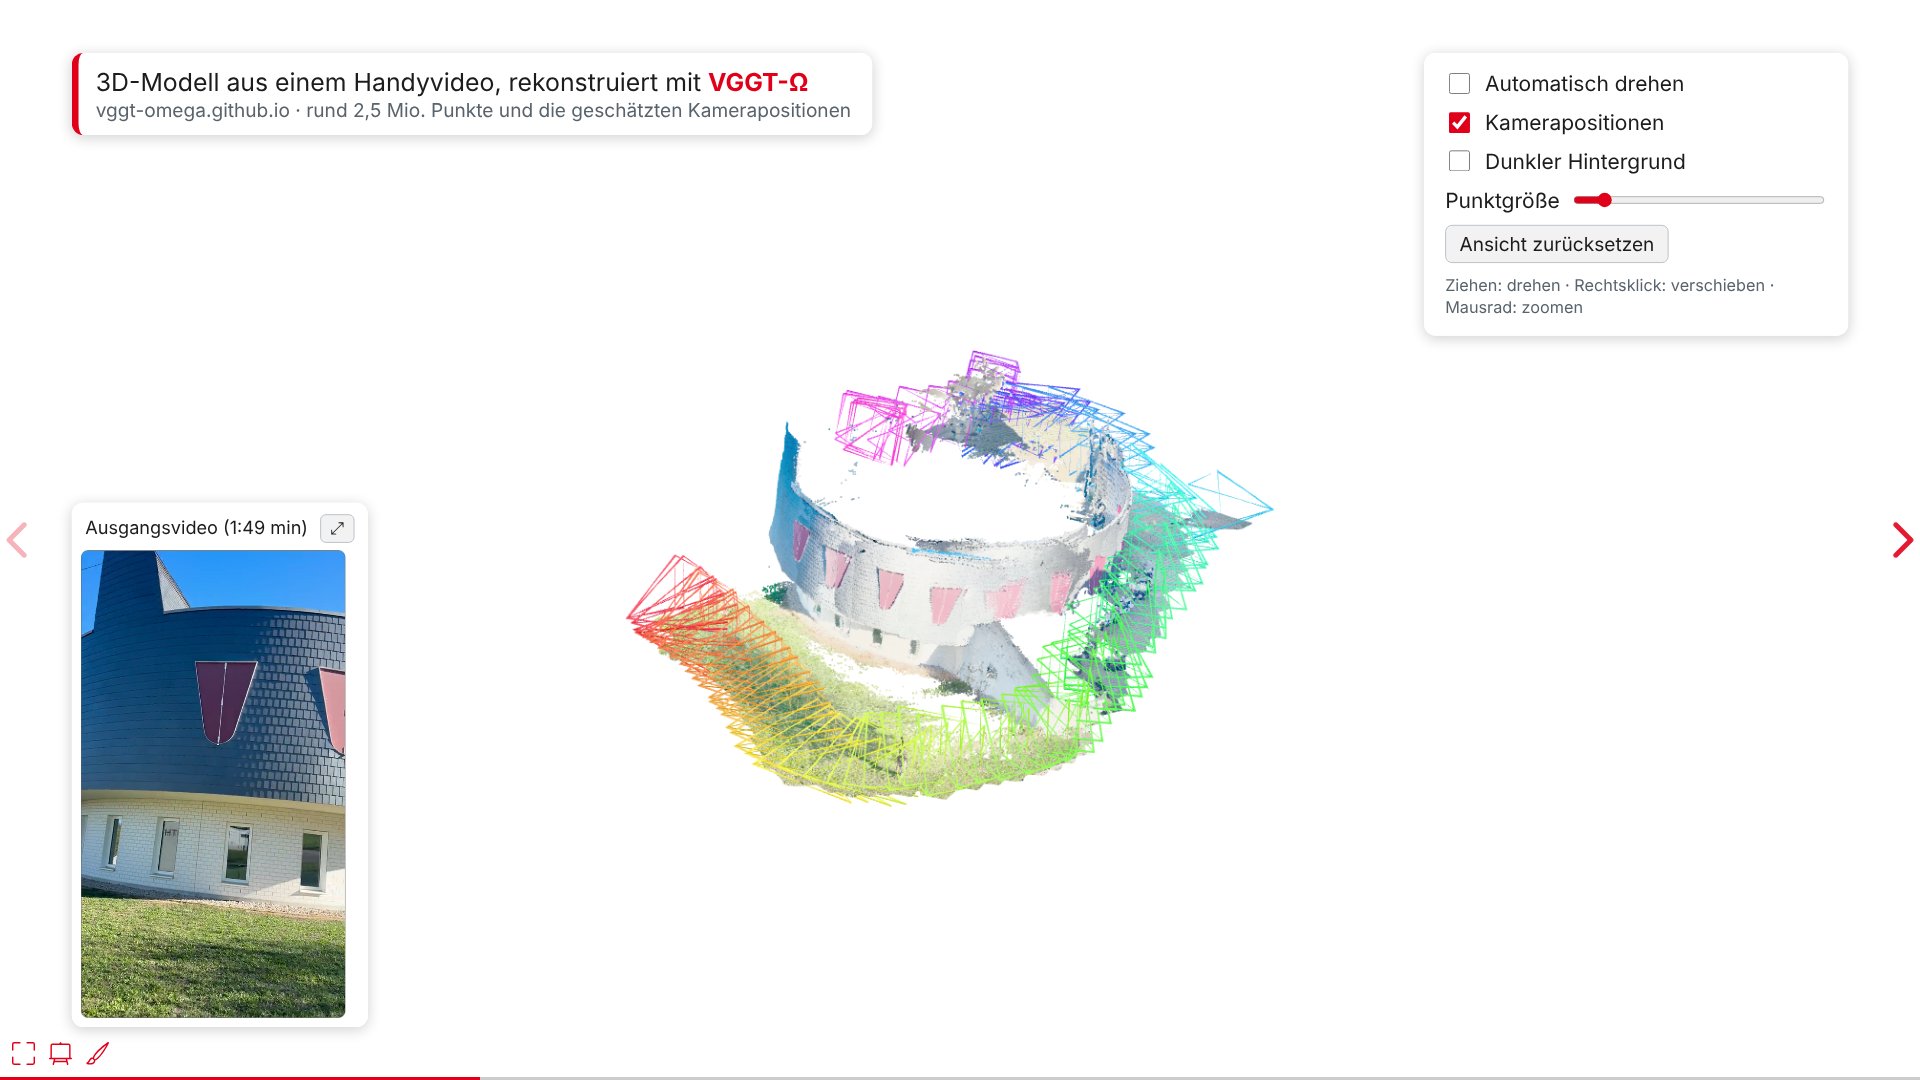 3D-Modell aus einem Handyvideo, rekonstruiert mit VGGT-Ω
vggt-omega.github.io · rund 2,5 Mio. Punkte und die geschätzten Kamerapositionen
Automatisch drehen
Kamerapositionen
Dunkler Hintergrund
Punktgröße
Ansicht zurücksetzen
Ziehen: drehen · Rechtsklick: verschieben ·
Mausrad: zoomen
Ausgangsvideo (1:49 min)